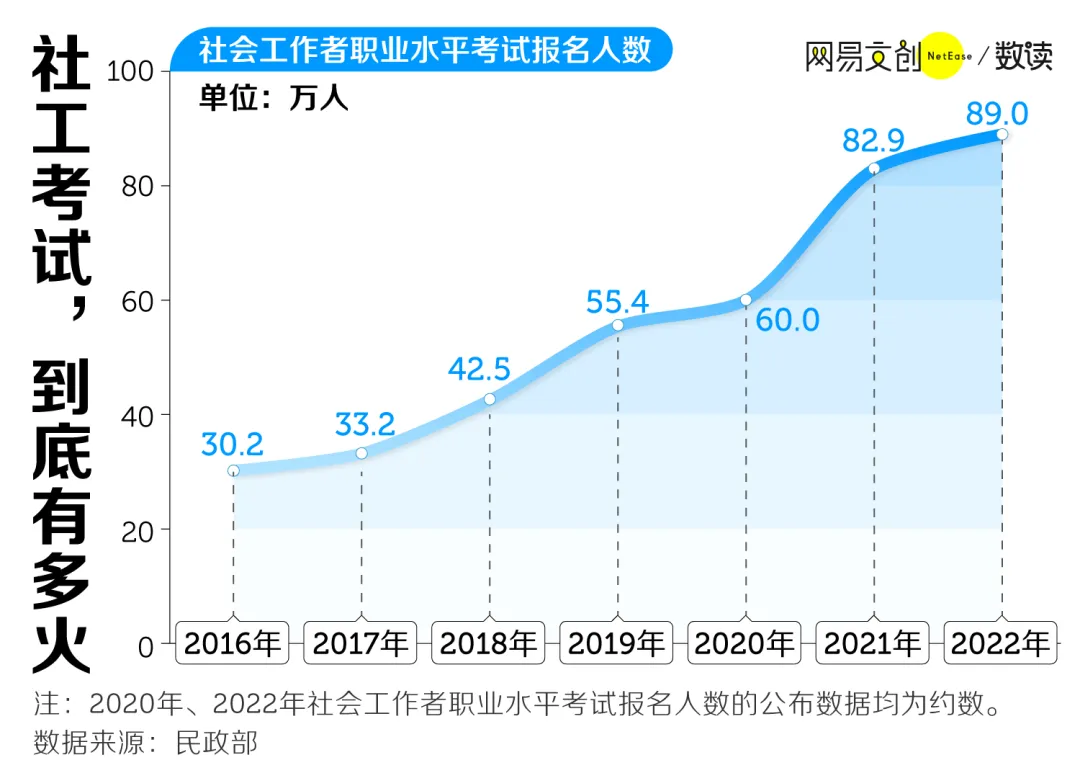 社工考试，到底有多火
社会工作者职业水平考试报名人数
单位：万人
网易文创 NetEase / 数读
100
80
60
40
20
0
30.2
33.2
42.5
55.4
60.0
82.9
89.0
2016年
2017年
2018年
2019年
2020年
2021年
2022年
注：2020年、2022年社会工作者职业水平考试报名人数的公布数据均为约数。
数据来源：民政部